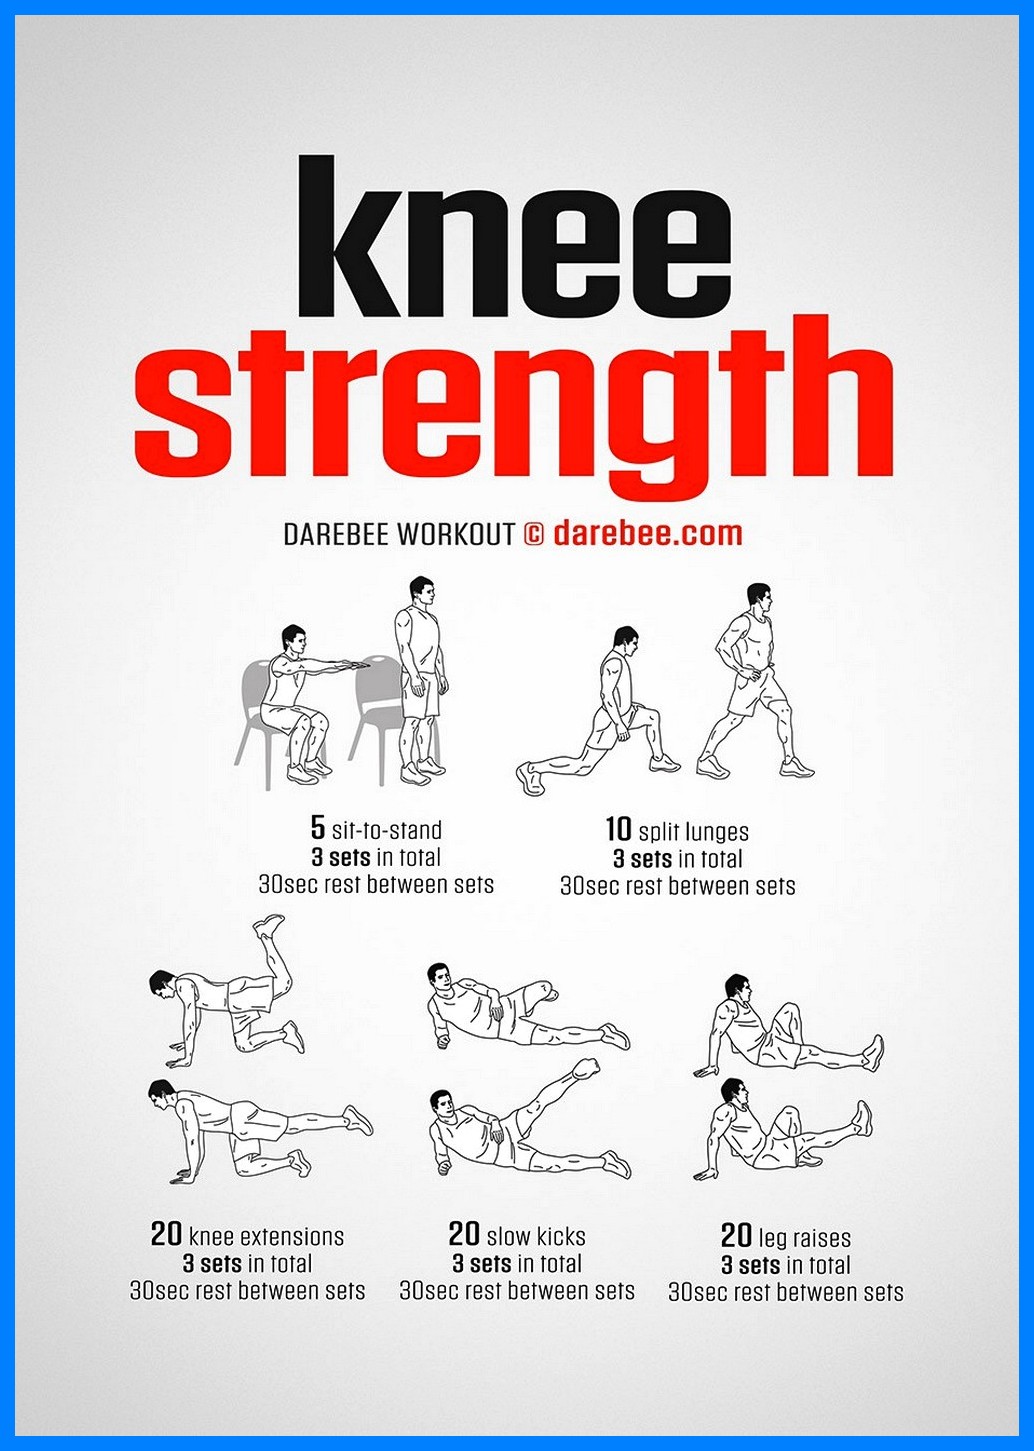 knee
strength
DAREBEE WORKOUT © darebee.com
5 sit-to-stand
3 sets in total
30sec rest between sets
10 split lunges
3 sets in total
30sec rest between sets
20 knee extensions
3 sets in total
30sec rest between sets
20 slow kicks
3 sets in total
30sec rest between sets
20 leg raises
3 sets in total
30sec rest between sets